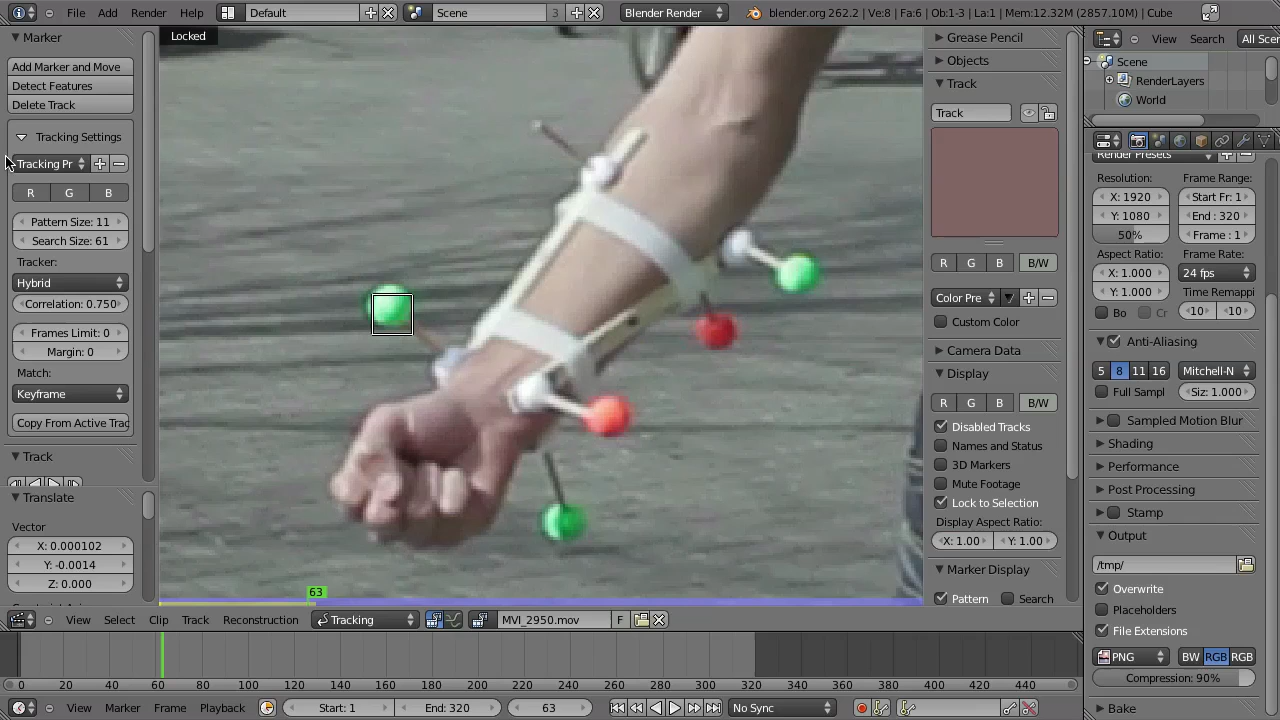 File Add Render Help Default Scene 3 Blender Render blender.org 262.2 | Ve:8 | Fa:6 | Ob:1-3 | La:1 | Mem:12.32M (2857.10M) | Cube
Marker
Add Marker and Move
Detect Features
Delete Track
Tracking Settings
Tracking Pr
R G B
Pattern Size: 11
Search Size: 61
Tracker:
Hybrid
Correlation: 0.750
Frames Limit: 0
Margin: 0
Match:
Keyframe
Copy From Active Trac
Track
Translate
Vector
X: 0.000102
Y: -0.0014
Z: 0.000
Locked
63
Grease Pencil
Objects
Track
Track
R G B B/W
Color Pre
Custom Color
Camera Data
Display
R G B B/W
Disabled Tracks
Names and Status
3D Markers
Mute Footage
Lock to Selection
Display Aspect Ratio:
X: 1.00 Y: 1.00
Marker Display
Pattern Search
View Search All Scer
Scene
RenderLayers
World
Render Presets
Resolution: Frame Range:
X: 1920 Start Fr: 1
Y: 1080 End : 320
50% Frame : 1
Aspect Ratio: Frame Rate:
X: 1.000 24 fps
Y: 1.000 Time Remappi
Bo Cr 10 10
Anti-Aliasing
5 8 11 16 Mitchell-N
Full Sampl Siz: 1.000
Sampled Motion Blur
Shading
Performance
Post Processing
Stamp
Output
/tmp/
Overwrite
Placeholders
File Extensions
PNG BW RGB RGB
Compression: 90%
Bake
View Select Clip Track Reconstruction Tracking MVI_2950.mov F
0 20 40 60 80 100 120 140 160 180 200 220 240 260 280 300 320 340 360 380 400 420 440
View Marker Frame Playback Start: 1 End: 320 63 No Sync